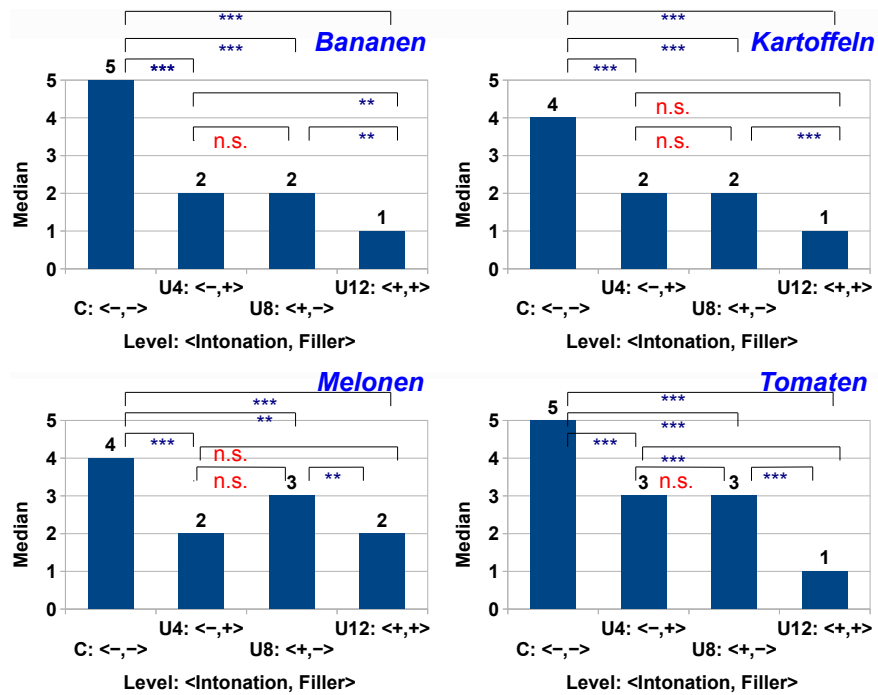 ***
Bananen
***
5
***
5
4
**
n.s.
**
3
2
2
2
1
1
0
Median
U4: <−,+>
U12: <+,+>
C: <−,−>
U8: <+,−>
Level: <Intonation, Filler>
***
Kartoffeln
***
5
***
4
4
n.s.
n.s.
***
3
2
2
2
1
1
0
Median
U4: <−,+>
U12: <+,+>
C: <−,−>
U8: <+,−>
Level: <Intonation, Filler>
Melonen
***
**
5
4
***
4
n.s.
n.s.
3
**
3
2
2
2
1
0
Median
U4: <−,+>
U12: <+,+>
C: <−,−>
U8: <+,−>
Level: <Intonation, Filler>
Tomaten
***
5
***
5
***
4
***
n.s.
***
3
3
3
2
1
1
0
Median
U4: <−,+>
U12: <+,+>
C: <−,−>
U8: <+,−>
Level: <Intonation, Filler>